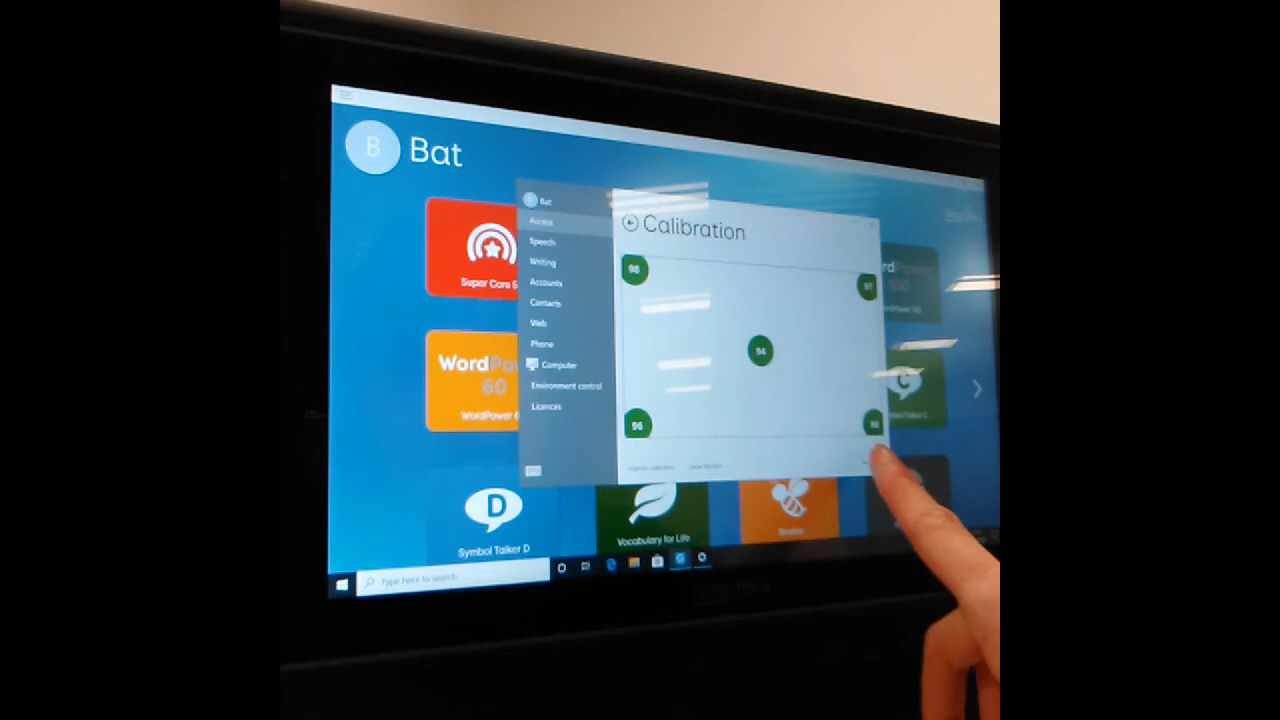 B Bat
Bat
Access
Speech
Writing
Accounts
Contacts
Web
Phone
Computer
Environment control
Licences
Calibration
98
97
94
96
Super Core
WordPo
60
WordPower
D
Symbol Talker D
Vocabulary for Life
C
Type here to search